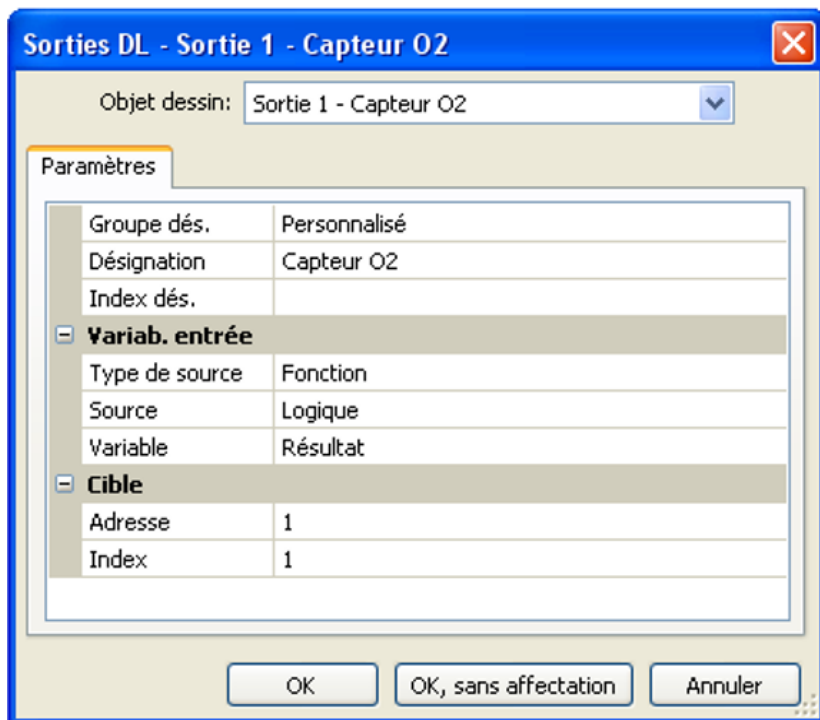 Sorties DL - Sortie 1 - Capteur O2
Objet dessin: Sortie 1 - Capteur O2
Paramètres
Groupe dés. Personnalisé
Désignation Capteur O2
Index dés.
Variab. entrée
Type de source Fonction
Source Logique
Variable Résultat
Cible
Adresse 1
Index 1
OK OK, sans affectation Annuler